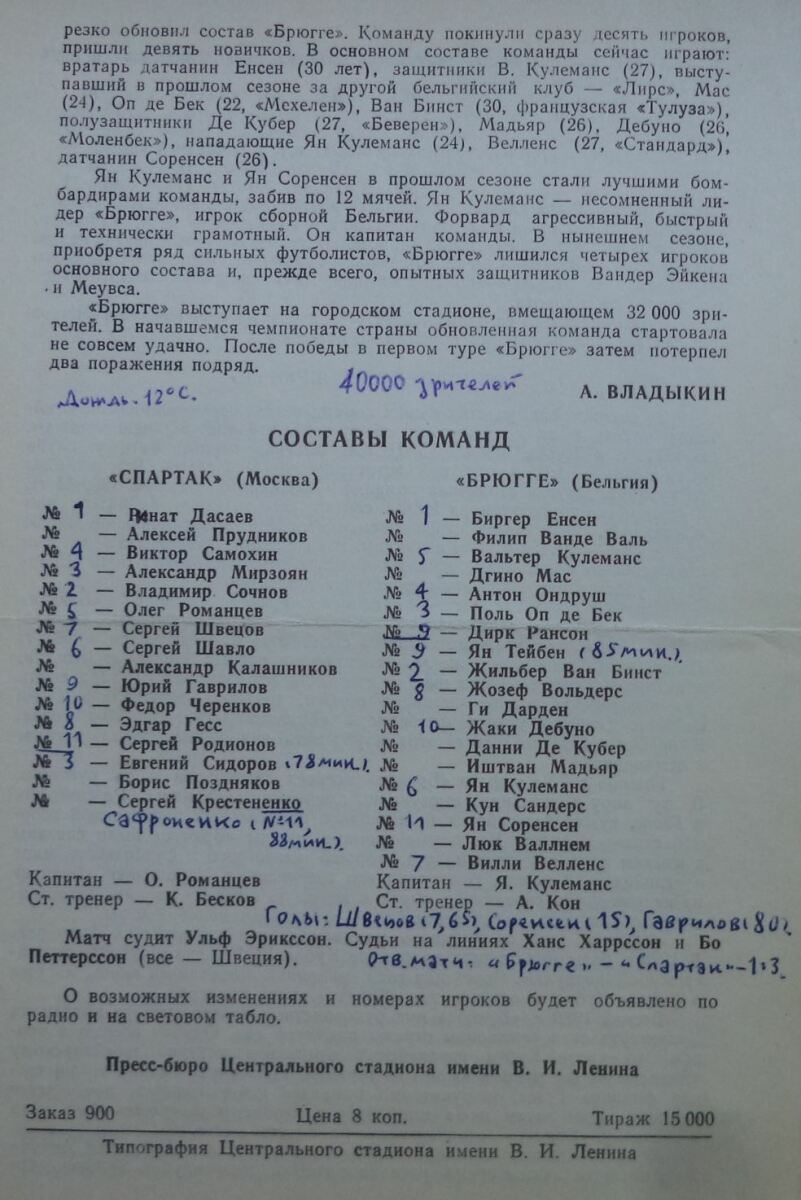 резко обновил состав «Брюгге». Команду покинули сразу десять игроков,
пришли девять новичков. В основном составе команды сейчас играют:
вратарь датчанин Енсен (30 лет), защитники В. Кулеманс (27), высту-
павший в прошлом сезоне за другой бельгийский клуб — «Лирс», Мас
(24), Оп де Бек (22, «Мехелен»), Ван Бинст (30, французская «Тулуза»),
полузащитники Де Кубер (27, «Беверен»), Мадьяр (26), Дебуно (26,
«Моленбек»), нападающие Ян Кулеманс (24), Велленс (27, «Стандард»),
датчанин Соренсен (26).
Ян Кулеманс и Ян Соренсен в прошлом сезоне стали лучшими бом-
бардирами команды, забив по 12 мячей. Ян Кулеманс — несомненный ли-
дер «Брюгге», игрок сборной Бельгии. Форвард агрессивный, быстрый
и технически грамотный. Он капитан команды. В нынешнем сезоне,
приобретя ряд сильных футболистов, «Брюгге» лишился четырех игроков
основного состава и, прежде всего, опытных защитников Вандер Эйкена
и Меувса.
«Брюгге» выступает на городском стадионе, вмещающем 32 000 зри-
телей. В начавшемся чемпионате страны обновленная команда стартовала
не совсем удачно. После победы в первом туре «Брюгге» затем потерпел
два поражения подряд.
Дождь. 12°С. 40000 зрителей
А. ВЛАДЫКИН
СОСТАВЫ КОМАНД
«СПАРТАК» (Москва)
№ 1 — Ринат Дасаев
№ — Алексей Прудников
№ 4 — Виктор Самохин
№ 3 — Александр Мирзоян
№ 2 — Владимир Сочнов
№ 5 — Олег Романцев
№ 7 — Сергей Швецов
№ 6 — Сергей Шавло
№ — Александр Калашников
№ 9 — Юрий Гаврилов
№ 10 — Федор Черенков
№ 8 — Эдгар Гесс
№ 11 — Сергей Родионов
№ 3 — Евгений Сидоров (78 мин.).
№ — Борис Поздняков
№ — Сергей Крестененко
Сафроненко (№11,
88мин.).
Капитан — О. Романцев
Ст. тренер — К. Бесков
«БРЮГГЕ» (Бельгия)
№ 1 — Биргер Енсен
№ — Филип Ванде Валь
№ 5 — Вальтер Кулеманс
№ — Дгино Мас
№ 4 — Антон Ондруш
№ 3 — Поль Оп де Бек
№ 9 — Дирк Рансон
№ 9 — Ян Тейбен (85мин.).
№ 2 — Жильбер Ван Бинст
№ 8 — Жозеф Вольдерс
№ — Ги Дарден
№ 10 — Жаки Дебуно
№ — Данни Де Кубер
№ — Иштван Мадьяр
№ 6 — Ян Кулеманс
№ — Кун Сандерс
№ 11 — Ян Соренсен
№ — Люк Валлнем
№ 7 — Вилли Велленс
Капитан — Я. Кулеманс
Ст. тренер — А. Кон
Голы: Швецов (7,65), Соренсен (15), Гаврилов (80).
Матч судит Ульф Эрикссон. Судьи на линиях Ханс Харрссон и Бо
Петтерссон (все — Швеция). Отв. матч: «Брюгге» – «Спартак» – 1:3.
О возможных изменениях и номерах игроков будет объявлено по
радио и на световом табло.
Пресс-бюро Центрального стадиона имени В. И. Ленина
Заказ 900 Цена 8 коп. Тираж 15 000
Типография Центрального стадиона имени В. И. Ленина